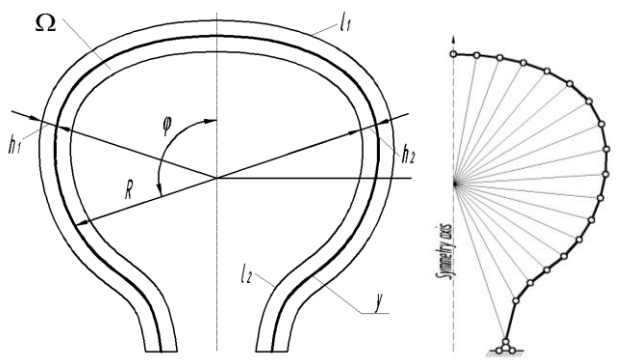 Ω
l₁
h₁
φ
h₂
R
l₂
y
Symmetry axis